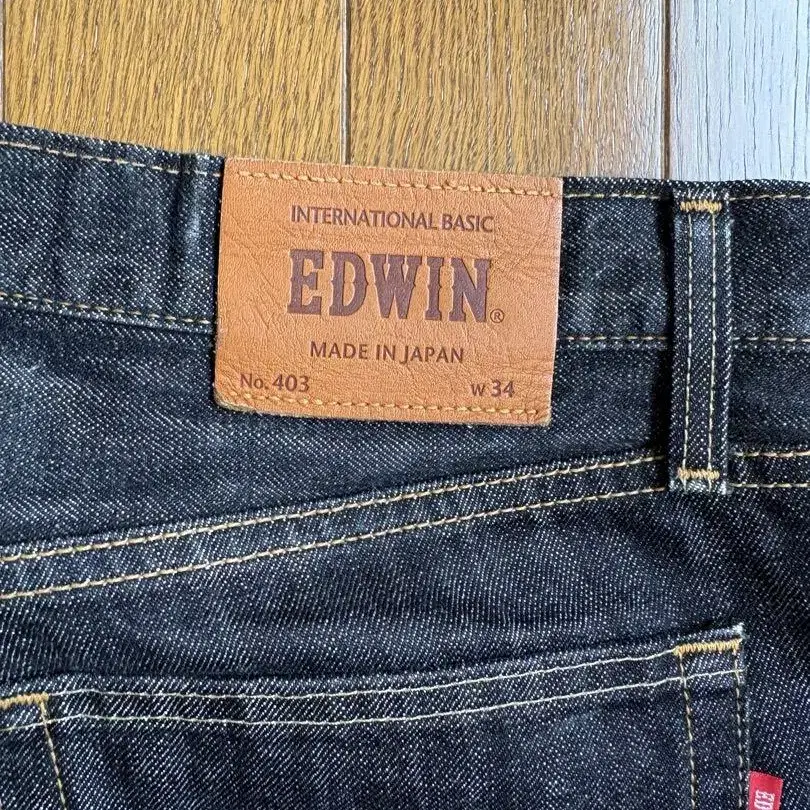 INTERNATIONAL BASIC
EDWIN®
MADE IN JAPAN
No. 403 W 34